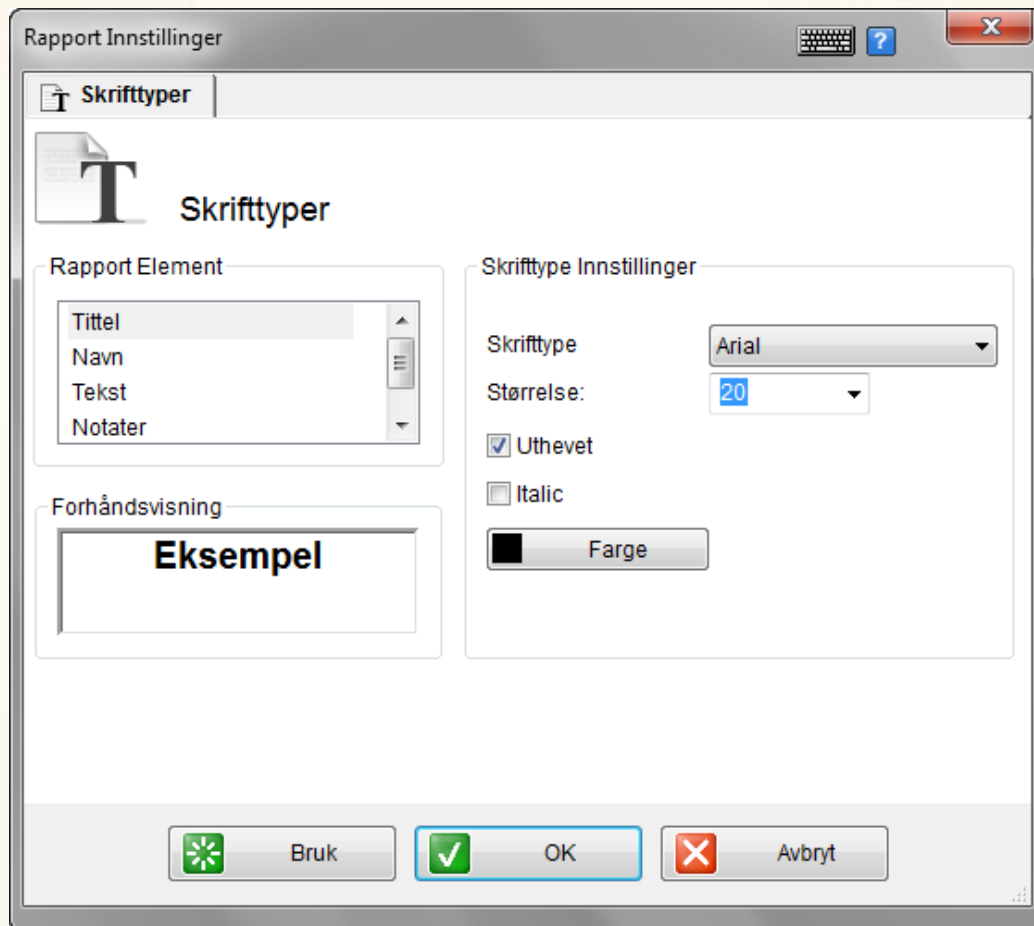 Rapport Innstillinger
?
Skrifttyper
T
Skrifttyper
Rapport Element
Tittel
Navn
Tekst
Notater
Forhåndsvisning
Eksempel
Skrifttype Innstillinger
Skrifttype Arial
Størrelse: 20
Uthevet
Italic
Farge
Bruk OK Avbryt